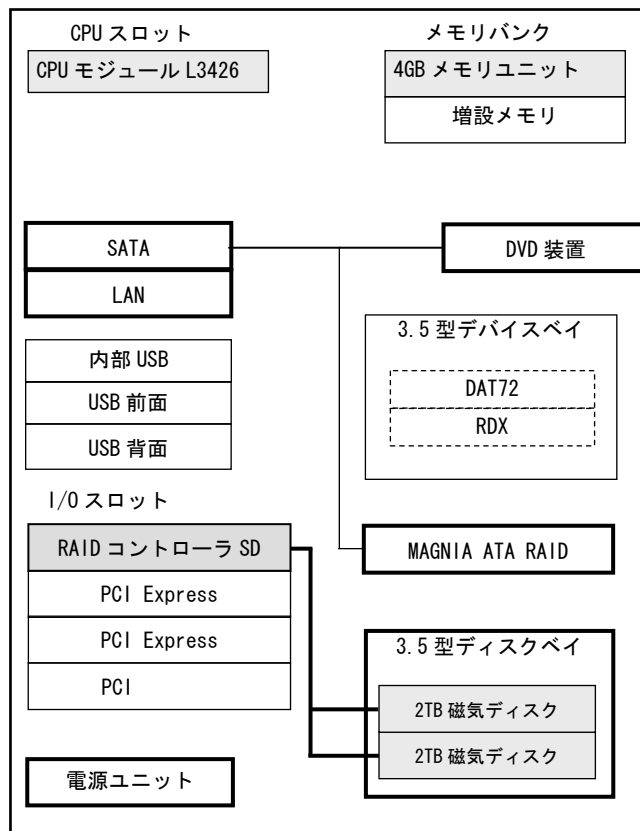 CPU スロット
CPU モジュール L3426
メモリバンク
4GB メモリユニット
増設メモリ
SATA
LAN
DVD 装置
内部 USB
USB 前面
USB 背面
3.5 型デバイスベイ
DAT72
RDX
I/O スロット
RAID コントローラ SD
PCI Express
PCI Express
PCI
MAGNIA ATA RAID
3.5 型ディスクベイ
2TB 磁気ディスク
2TB 磁気ディスク
電源ユニット